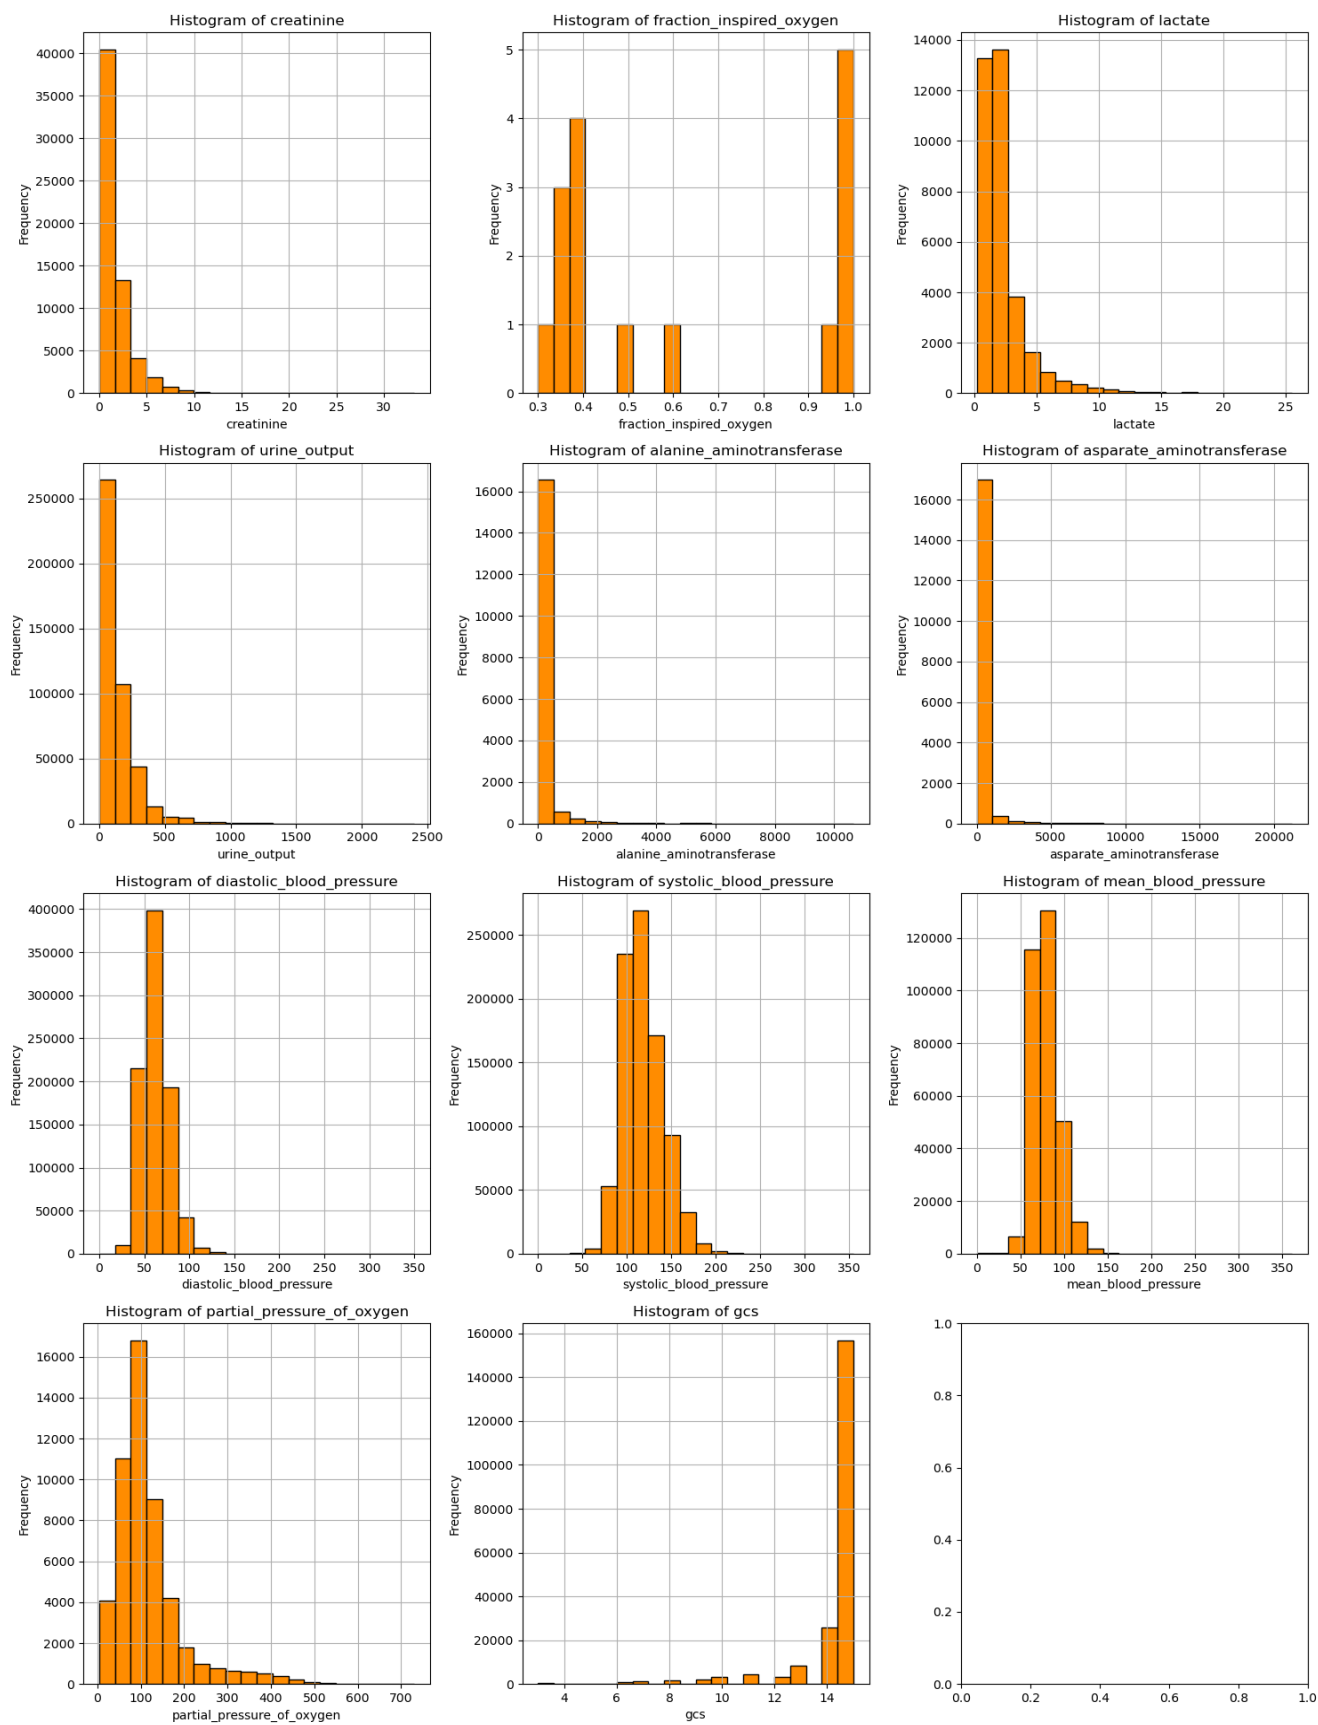 Histogram of creatinine
Frequency
40000
35000
30000
25000
20000
15000
10000
5000
0
0 5 10 15 20 25 30
creatinine
Histogram of fraction_inspired_oxygen
Frequency
5
4
3
2
1
0
0.3 0.4 0.5 0.6 0.7 0.8 0.9 1.0
fraction_inspired_oxygen
Histogram of lactate
Frequency
14000
12000
10000
8000
6000
4000
2000
0
0 5 10 15 20 25
lactate
Histogram of urine_output
Frequency
250000
200000
150000
100000
50000
0
0 500 1000 1500 2000 2500
urine_output
Histogram of alanine_aminotransferase
Frequency
16000
14000
12000
10000
8000
6000
4000
2000
0
0 2000 4000 6000 8000 10000
alanine_aminotransferase
Histogram of asparate_aminotransferase
Frequency
16000
14000
12000
10000
8000
6000
4000
2000
0
0 5000 10000 15000 20000
asparate_aminotransferase
Histogram of diastolic_blood_pressure
Frequency
400000
350000
300000
250000
200000
150000
100000
50000
0
0 50 100 150 200 250 300 350
diastolic_blood_pressure
Histogram of systolic_blood_pressure
Frequency
250000
200000
150000
100000
50000
0
0 50 100 150 200 250 300 350
systolic_blood_pressure
Histogram of mean_blood_pressure
Frequency
120000
100000
80000
60000
40000
20000
0
0 50 100 150 200 250 300 350
mean_blood_pressure
Histogram of partial_pressure_of_oxygen
Frequency
16000
14000
12000
10000
8000
6000
4000
2000
0
0 100 200 300 400 500 600 700
partial_pressure_of_oxygen
Histogram of gcs
Frequency
160000
140000
120000
100000
80000
60000
40000
20000
0
4 6 8 10 12 14
gcs
1.0
0.8
0.6
0.4
0.2
0.0
0.0 0.2 0.4 0.6 0.8 1.0